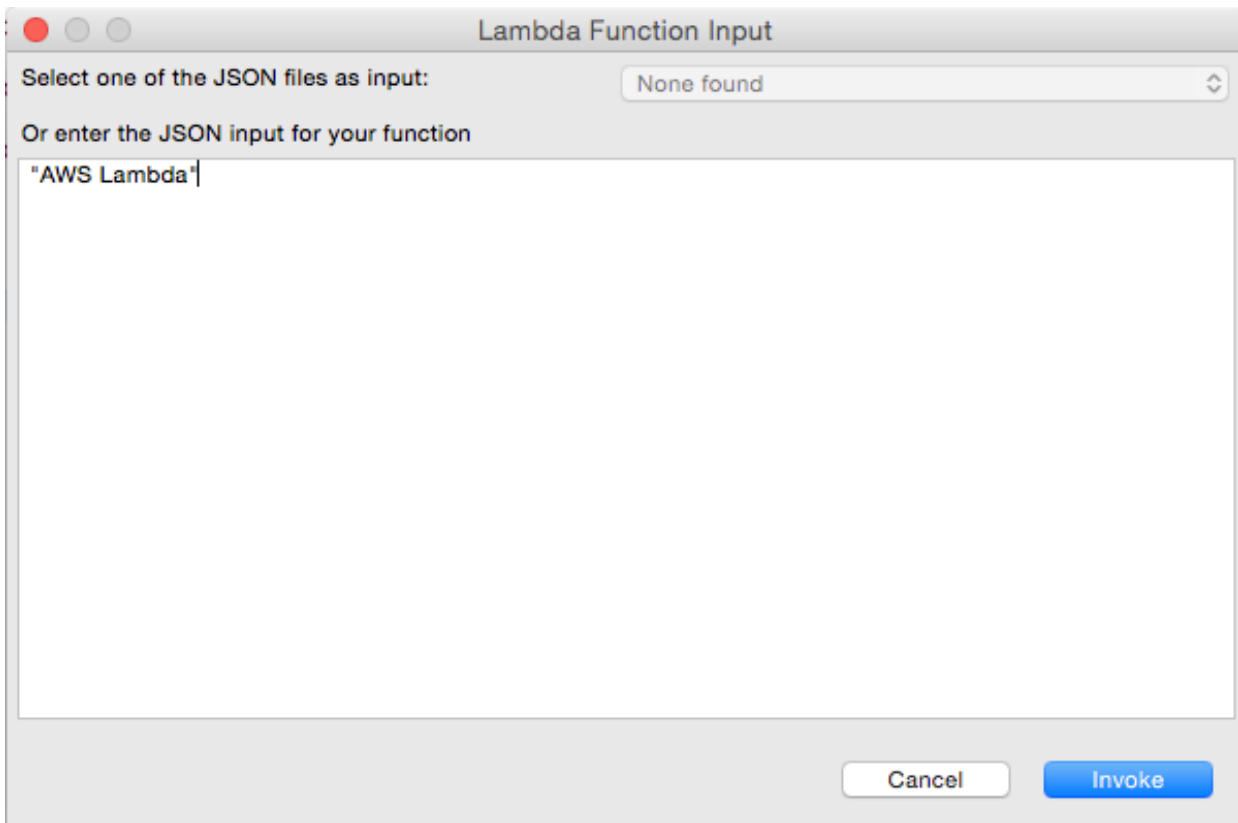 Lambda Function Input
Select one of the JSON files as input: None found
Or enter the JSON input for your function
"AWS Lambda"
Cancel Invoke